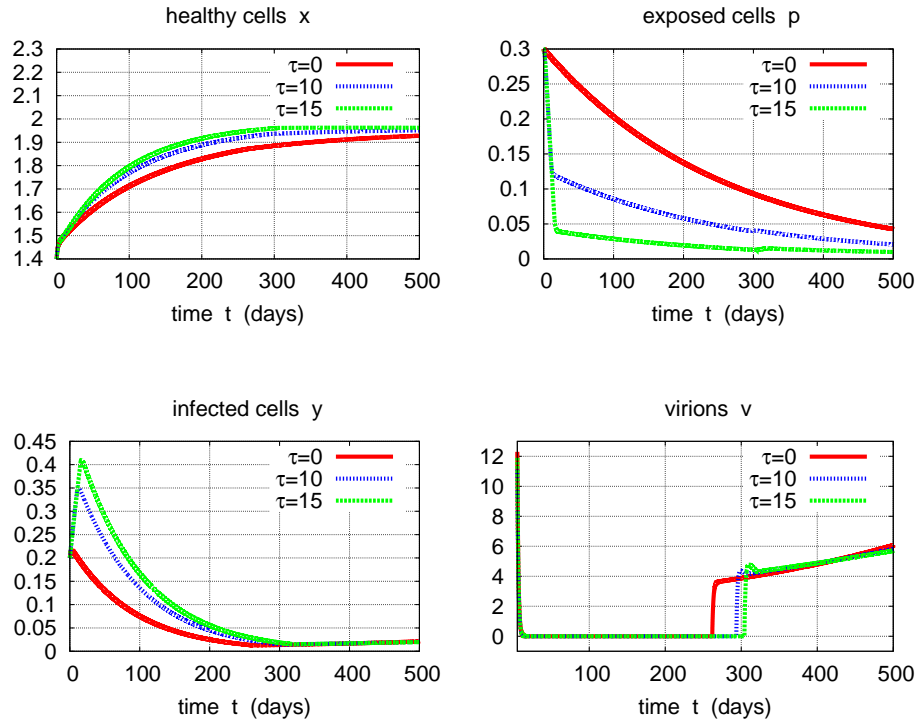 healthy cells x
2.3
2.2
2.1
2
1.9
1.8
1.7
1.6
1.5
1.4
τ=0
τ=10
τ=15
0 100 200 300 400 500
time t (days)
exposed cells p
0.3
0.25
0.2
0.15
0.1
0.05
0
τ=0
τ=10
τ=15
0 100 200 300 400 500
time t (days)
infected cells y
0.45
0.4
0.35
0.3
0.25
0.2
0.15
0.1
0.05
0
τ=0
τ=10
τ=15
0 100 200 300 400 500
time t (days)
virions v
12
10
8
6
4
2
0
τ=0
τ=10
τ=15
100 200 300 400 500
time t (days)